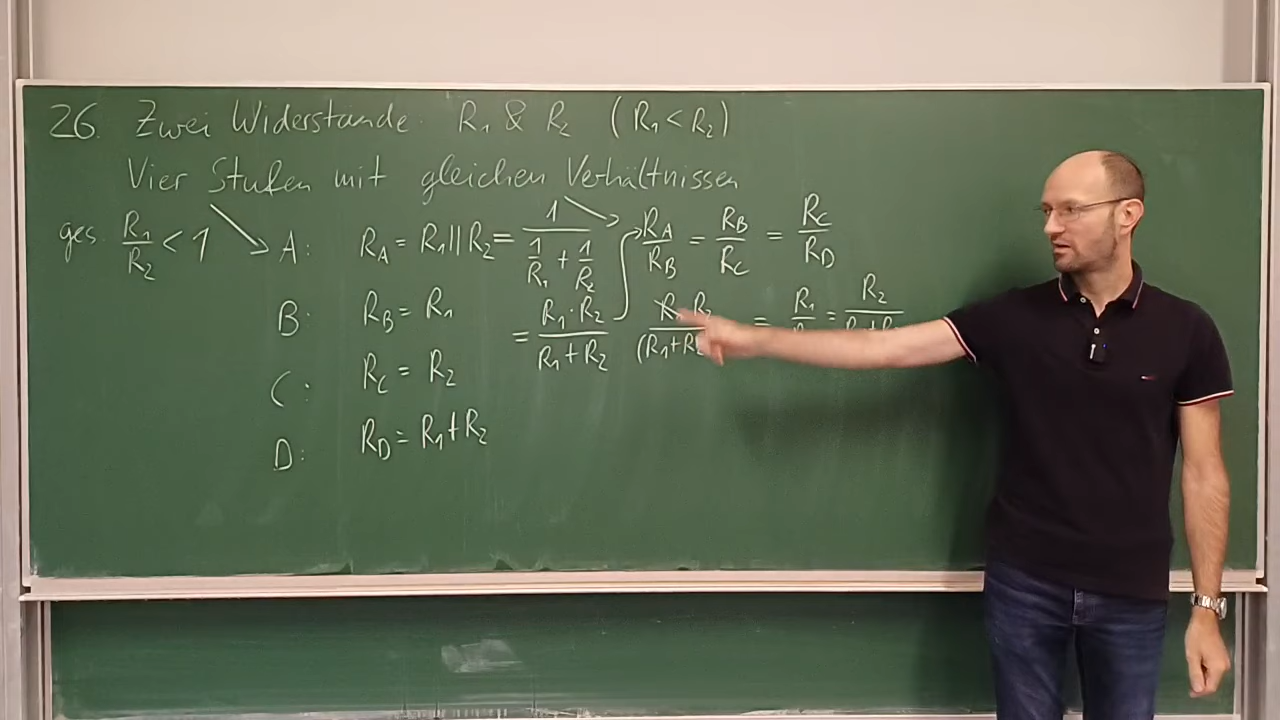 26. Zwei Widerstände: R₁ & R₂ (R₁ < R₂)
Vier Stufen mit gleichen Verhältnissen
ges. R₁/R₂ < 1
A: R_A = R₁||R₂ = 1/(1/R₁ + 1/R₂)
= R₁·R₂/(R₁+R₂)
R_A/R_B = R_B/R_C = R_C/R_D
R₁·R₂/(R₁+R = R₁/ = R₂/(R₁+R₂
B: R_B = R₁
C: R_C = R₂
D: R_D = R₁+R₂